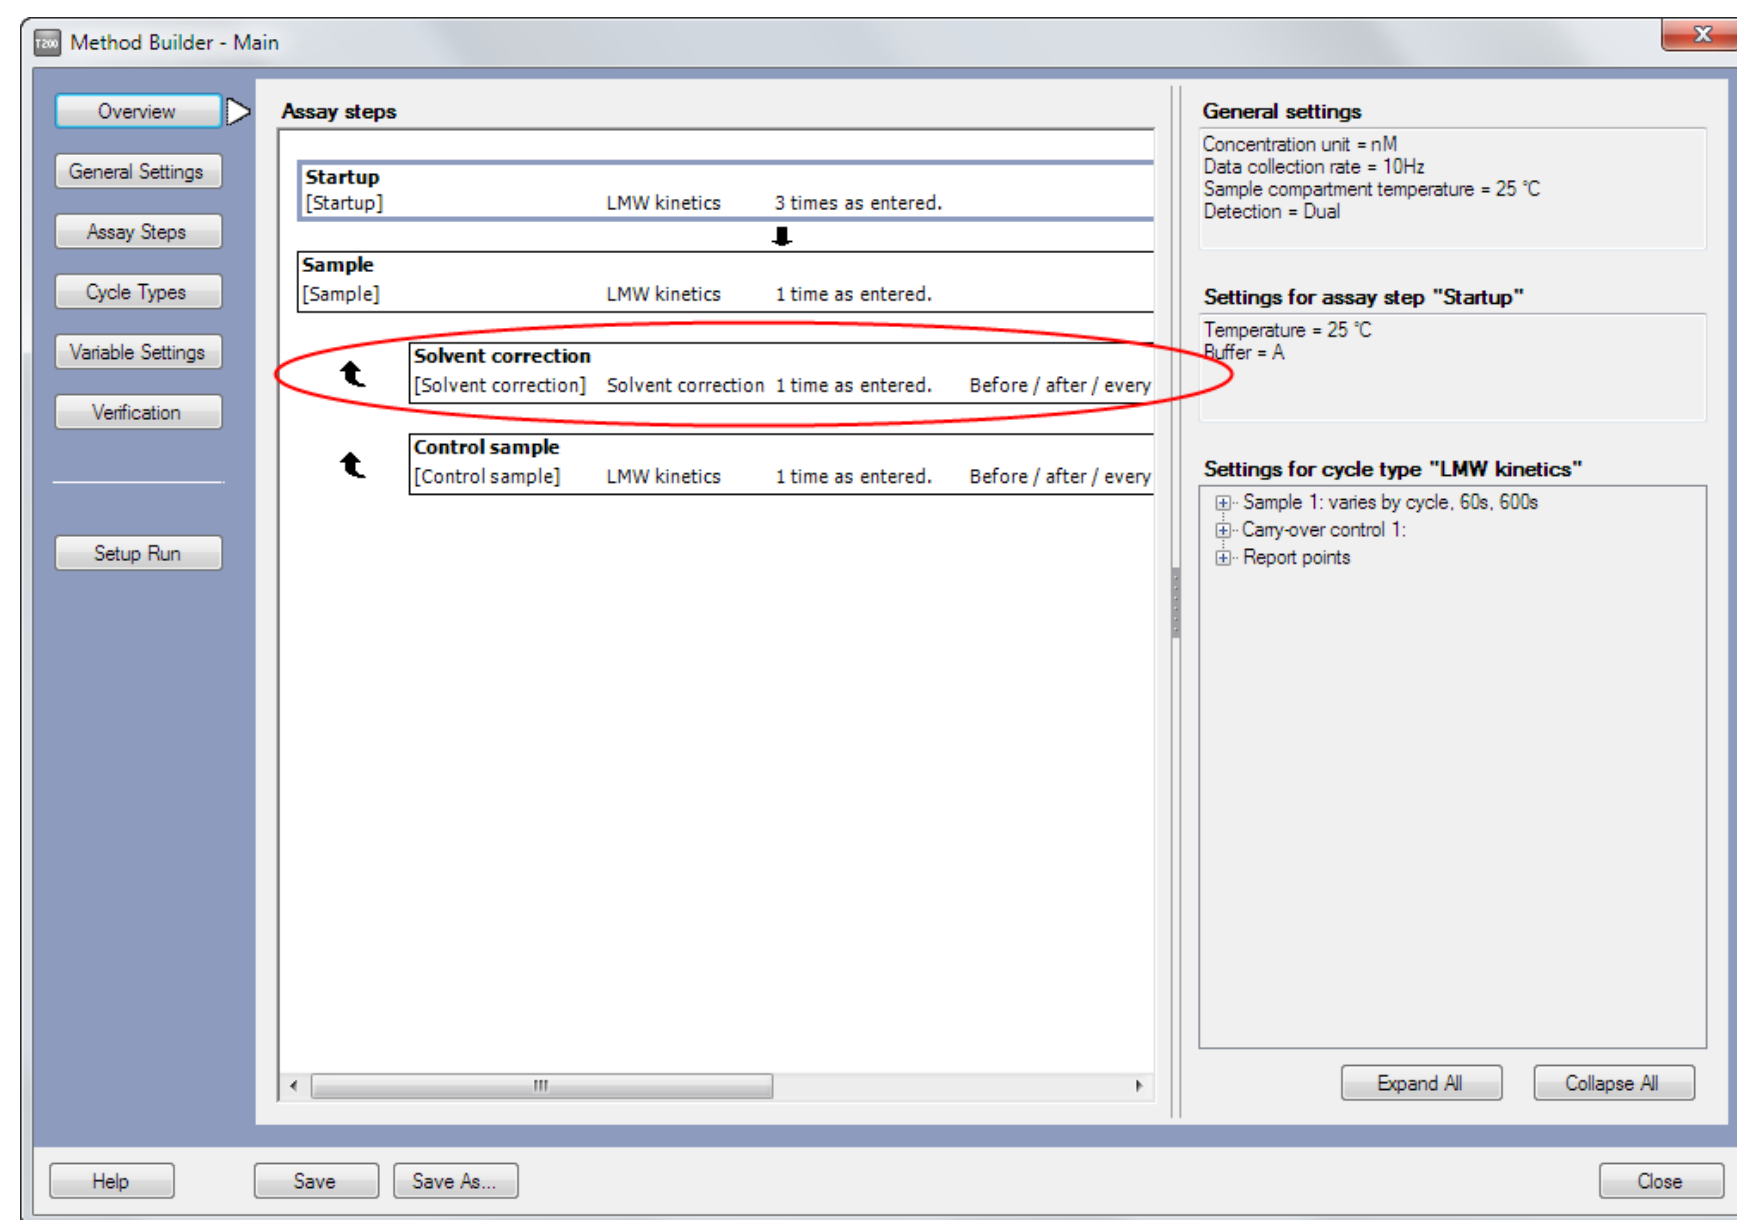 T200 Method Builder - Main
X
Overview
General Settings
Assay Steps
Cycle Types
Variable Settings
Verification
Setup Run
Assay steps
Startup
[Startup] LMW kinetics 3 times as entered.
Sample
[Sample] LMW kinetics 1 time as entered.
Solvent correction
[Solvent correction] Solvent correction 1 time as entered. Before / after / every
Control sample
[Control sample] LMW kinetics 1 time as entered. Before / after / every
General settings
Concentration unit = nM
Data collection rate = 10Hz
Sample compartment temperature = 25 °C
Detection = Dual
Settings for assay step "Startup"
Temperature = 25 °C
Buffer = A
Settings for cycle type "LMW kinetics"
Sample 1: varies by cycle, 60s, 600s
Carry-over control 1:
Report points
Expand All Collapse All
Help Save Save As... Close